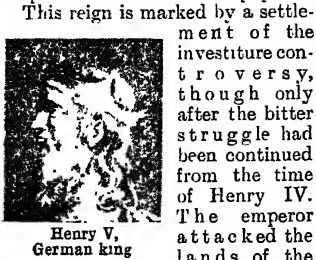 This reign is marked by a settle-
ment of the
investiture con-
troversy,
though only
after the bitter
struggle had
been continued
from the time
of Henry IV.
The emperor
attacked the
lands of the
Henry V,
German king